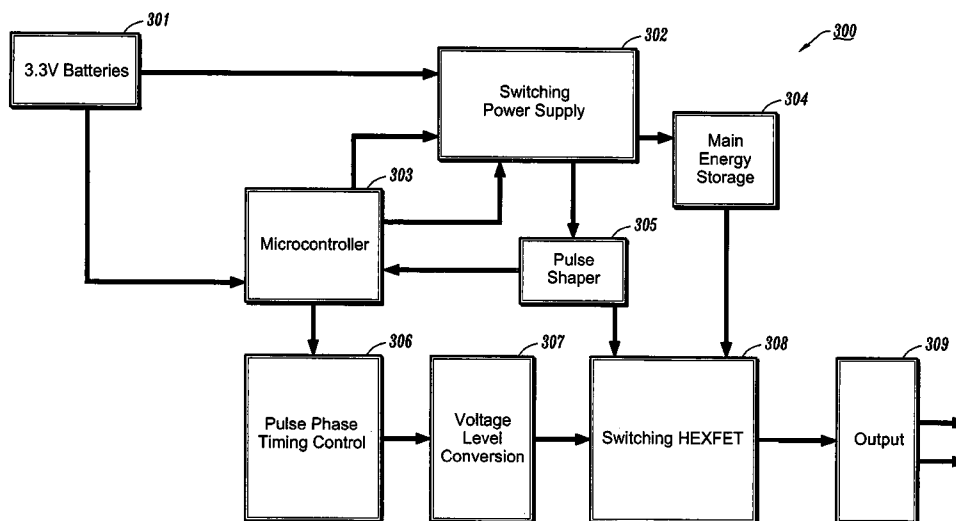 301
3.3V Batteries
302
Switching
Power Supply
300
304
Main
Energy
Storage
303
Microcontroller
305
Pulse
Shaper
306
Pulse Phase
Timing Control
307
Voltage
Level
Conversion
308
Switching HEXFET
309
Output